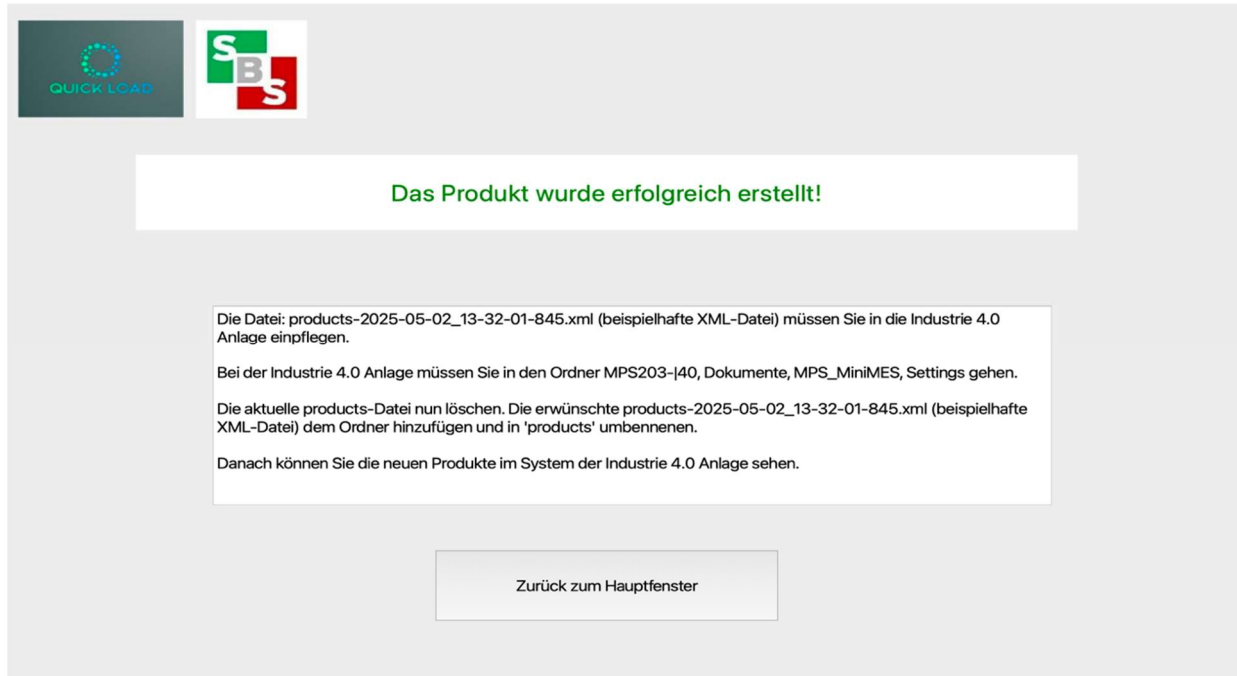 QUICK LOAD
S
B
S
Das Produkt wurde erfolgreich erstellt!
Die Datei: products-2025-05-02_13-32-01-845.xml (beispielhafte XML-Datei) müssen Sie in die Industrie 4.0
Anlage einpflegen.
Bei der Industrie 4.0 Anlage müssen Sie in den Ordner MPS203-|40, Dokumente, MPS_MiniMES, Settings gehen.
Die aktuelle products-Datei nun löschen. Die erwünschte products-2025-05-02_13-32-01-845.xml (beispielhafte
XML-Datei) dem Ordner hinzufügen und in 'products' umbennenen.
Danach können Sie die neuen Produkte im System der Industrie 4.0 Anlage sehen.
Zurück zum Hauptfenster